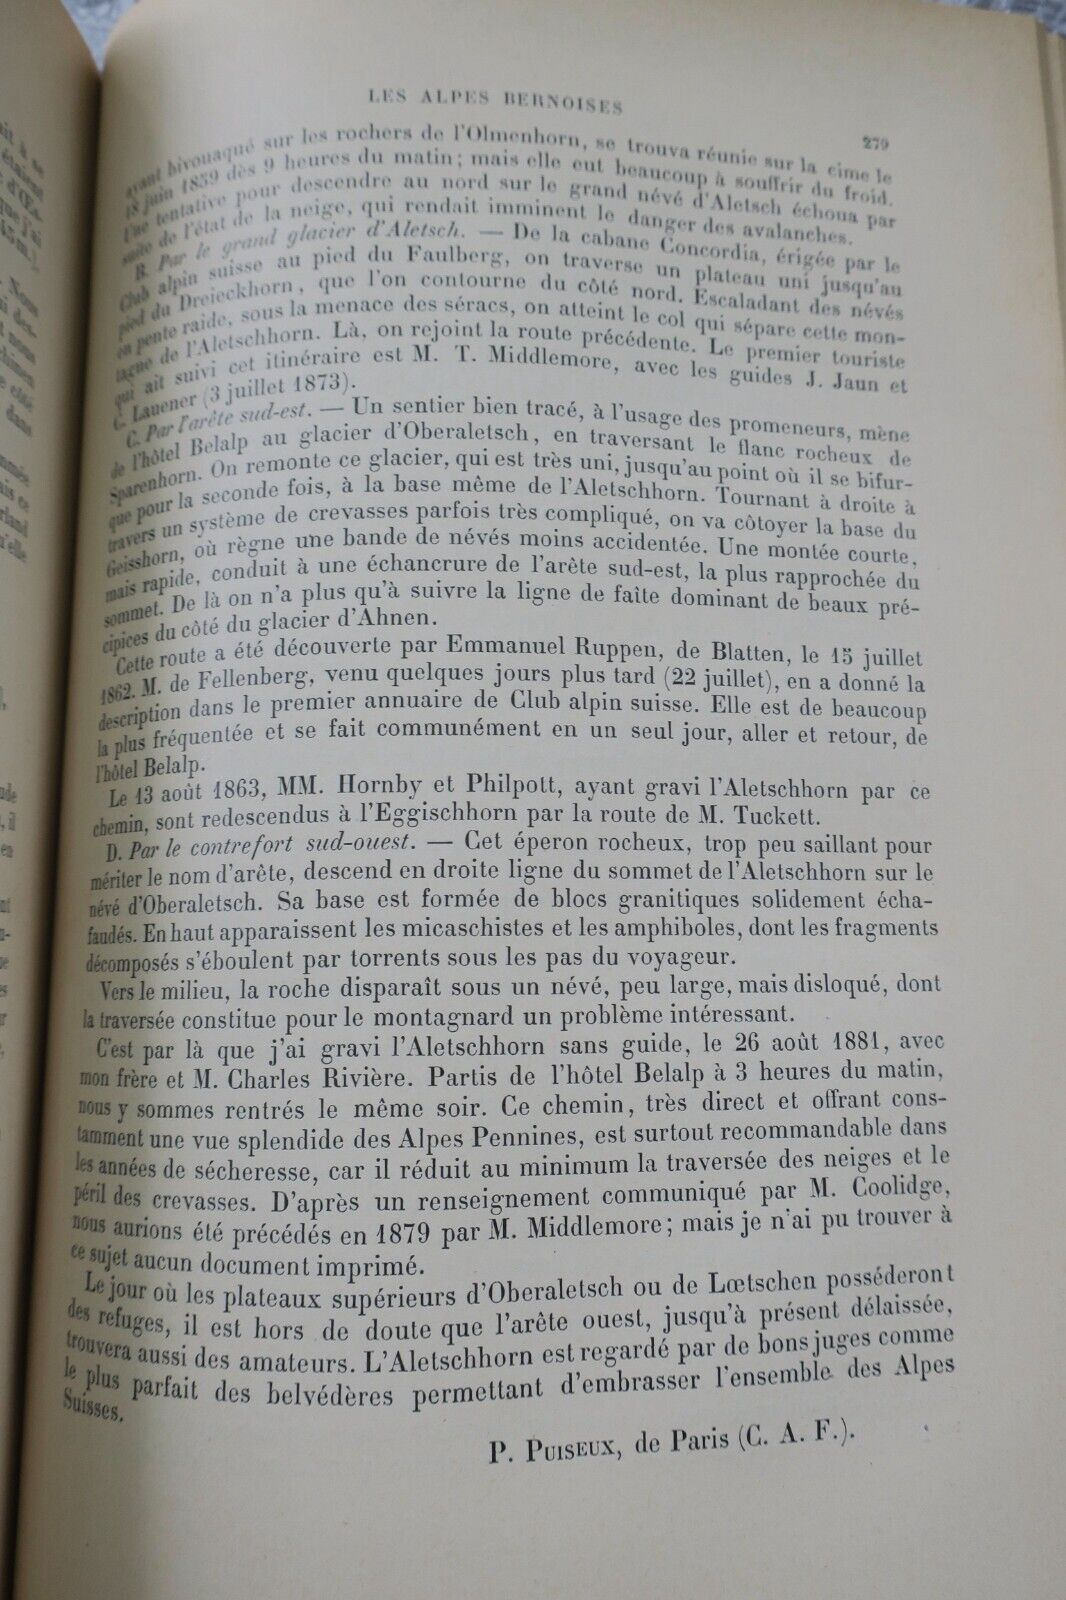 LES ALPES BERNOISES
279
ayant bivouaqué sur les rochers de l'Olmenhorn, se trouva réunie sur la cime le
18 juin 1859 dès 9 heures du matin; mais elle eut beaucoup à souffrir du froid.
Une tentative pour descendre au nord sur le grand névé d'Aletsch échoua par
suite de l'état de la neige, qui rendait imminent le danger des avalanches.
B. Par le grand glacier d'Aletsch. — De la cabane Concordia, érigée par le
Club alpin suisse au pied du Faulberg, on traverse un plateau uni jusqu'au
pied du Dreieckhorn, que l'on contourne du côté nord. Escaladant des névés
en pente raide, sous la menace des séracs, on atteint le col qui sépare cette mon-
tagne de l'Aletschhorn. Là, on rejoint la route précédente. Le premier touriste
qui ait suivi cet itinéraire est M. T. Middlemore, avec les guides J. Jaun et
C. Lauener (3 juillet 1873).
C. Par l'arête sud-est. — Un sentier bien tracé, à l'usage des promeneurs, mène
de l'hôtel Belalp au glacier d'Oberaletsch, en traversant le flanc rocheux de
Sparenhorn. On remonte ce glacier, qui est très uni, jusqu'au point où il se bifur-
que pour la seconde fois, à la base même de l'Aletschhorn. Tournant à droite à
travers un système de crevasses parfois très compliqué, on va côtoyer la base du
Geisshorn, où règne une bande de névés moins accidentée. Une montée courte,
mais rapide, conduit à une échancrure de l'arête sud-est, la plus rapprochée du
sommet. De là on n'a plus qu'à suivre la ligne de faîte dominant de beaux pré-
cipices du côté du glacier d'Ahnen.
Cette route a été découverte par Emmanuel Ruppen, de Blatten, le 15 juillet
1862. M. de Fellenberg, venu quelques jours plus tard (22 juillet), en a donné la
description dans le premier annuaire de Club alpin suisse. Elle est de beaucoup
la plus fréquentée et se fait communément en un seul jour, aller et retour, de
l'hôtel Belalp.
Le 13 août 1863, MM. Hornby et Philpott, ayant gravi l'Aletschhorn par ce
chemin, sont redescendus à l'Eggischhorn par la route de M. Tuckett.
D. Par le contrefort sud-ouest. — Cet éperon rocheux, trop peu saillant pour
mériter le nom d'arête, descend en droite ligne du sommet de l'Aletschhorn sur le
névé d'Oberaletsch. Sa base est formée de blocs granitiques solidement écha-
faudés. En haut apparaissent les micaschistes et les amphiboles, dont les fragments
décomposés s'éboulent par torrents sous les pas du voyageur.
Vers le milieu, la roche disparaît sous un névé, peu large, mais disloqué, dont
la traversée constitue pour le montagnard un problème intéressant.
C'est par là que j'ai gravi l'Aletschhorn sans guide, le 26 août 1881, avec
mon frère et M. Charles Rivière. Partis de l'hôtel Belalp à 3 heures du matin,
nous y sommes rentrés le même soir. Ce chemin, très direct et offrant cons-
tamment une vue splendide des Alpes Pennines, est surtout recommandable dans
les années de sécheresse, car il réduit au minimum la traversée des neiges et le
péril des crevasses. D'après un renseignement communiqué par M. Coolidge,
nous aurions été précédés en 1879 par M. Middlemore; mais je n'ai pu trouver à
ce sujet aucun document imprimé.
Le jour où les plateaux supérieurs d'Oberaletsch ou de Lœtschen posséderont
des refuges, il est hors de doute que l'arête ouest, jusqu'à présent délaissée,
trouvera aussi des amateurs. L'Aletschhorn est regardé par de bons juges comme
le plus parfait des belvédères permettant d'embrasser l'ensemble des Alpes
Suisses.
P. PUISEUX, de Paris (C. A. F.).